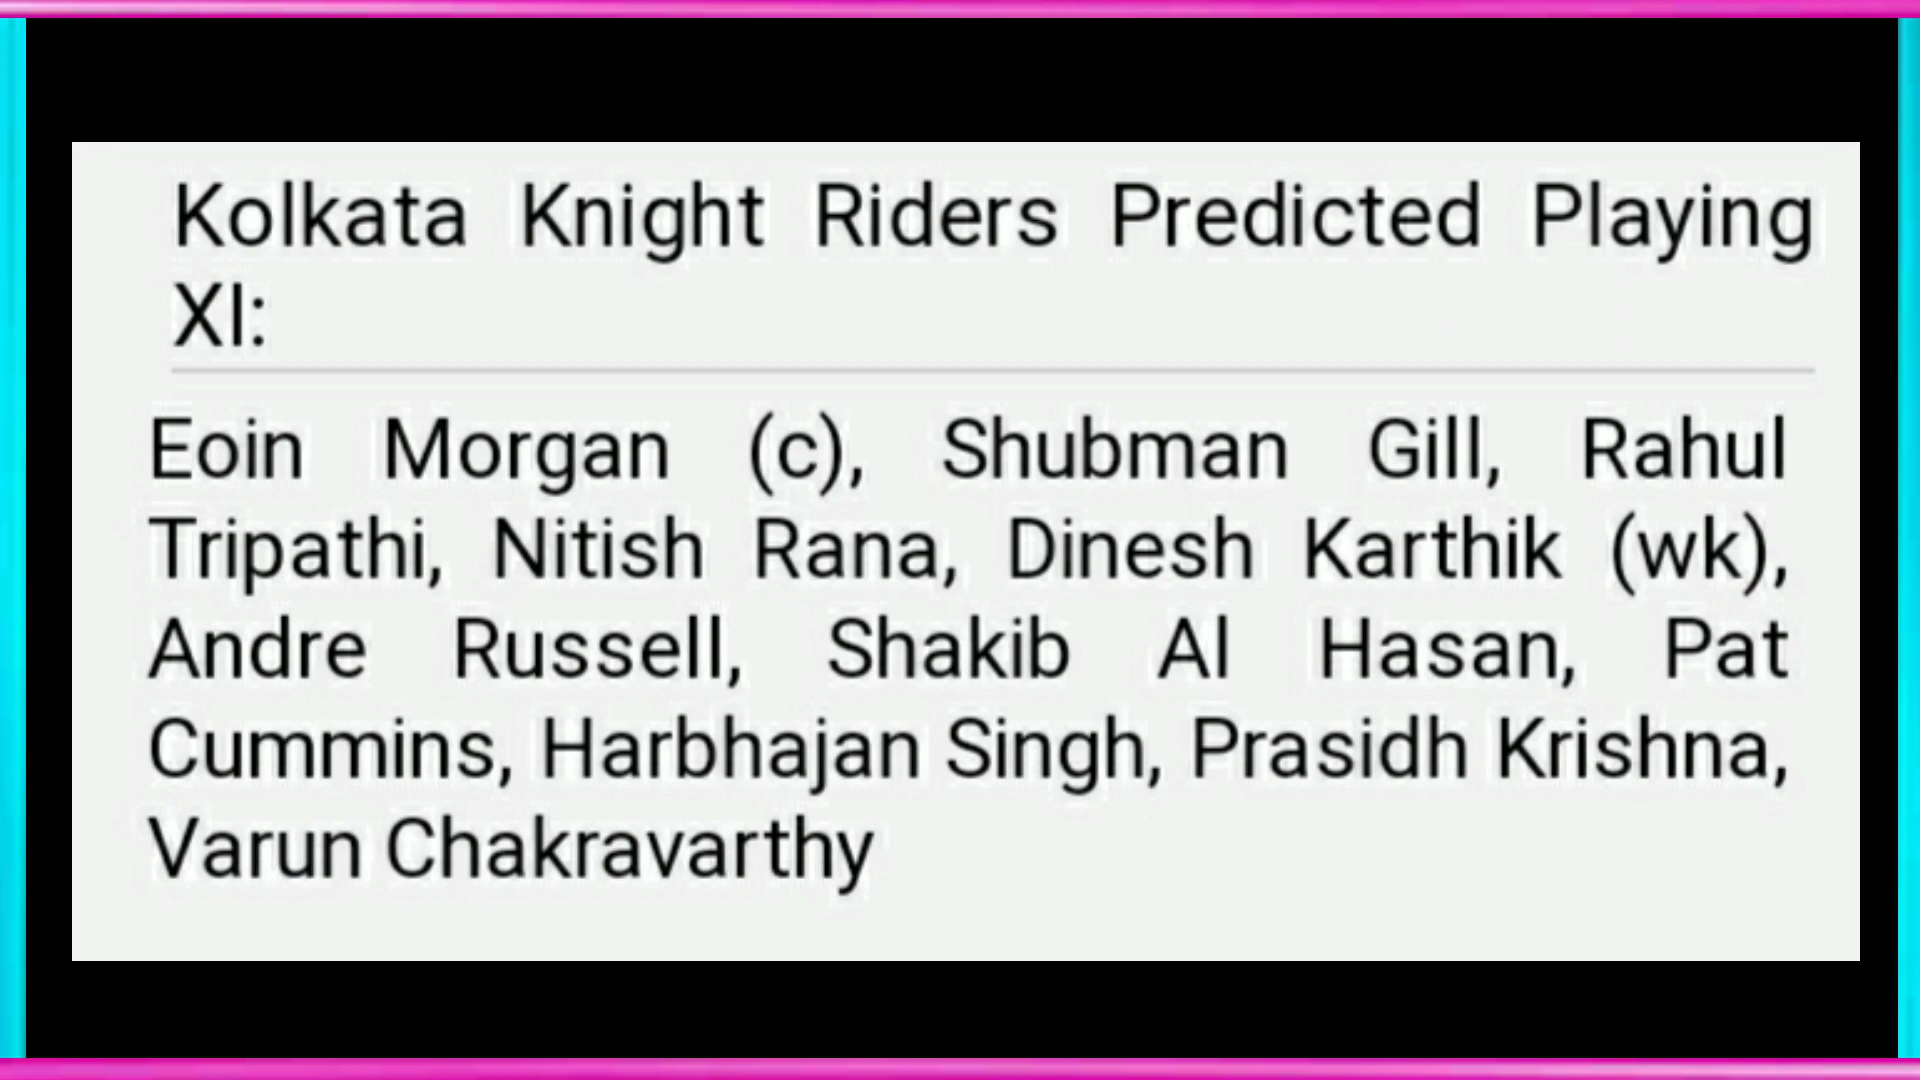 Kolkata Knight Riders Predicted Playing
XI:
Eoin Morgan (c), Shubman Gill, Rahul
Tripathi, Nitish Rana, Dinesh Karthik (wk),
Andre Russell, Shakib Al Hasan, Pat
Cummins, Harbhajan Singh, Prasidh Krishna,
Varun Chakravarthy